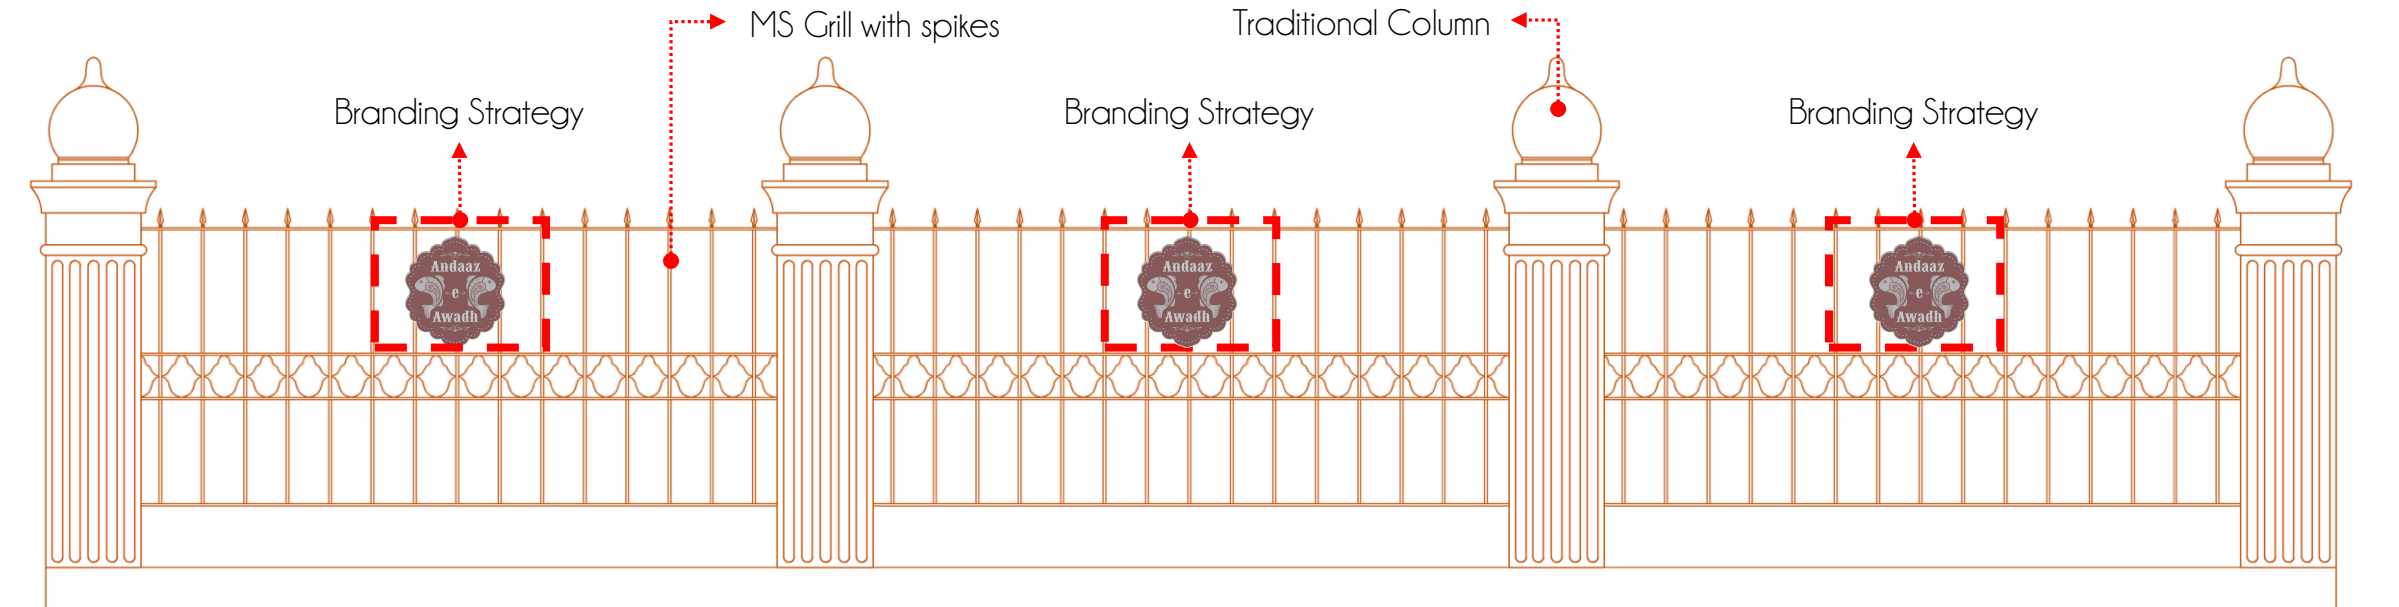 MS Grill with spikes
Traditional Column
Branding Strategy
Branding Strategy
Branding Strategy
Andaaz
e
Awadh
Andaaz
e
Awadh
Andaaz
e
Awadh